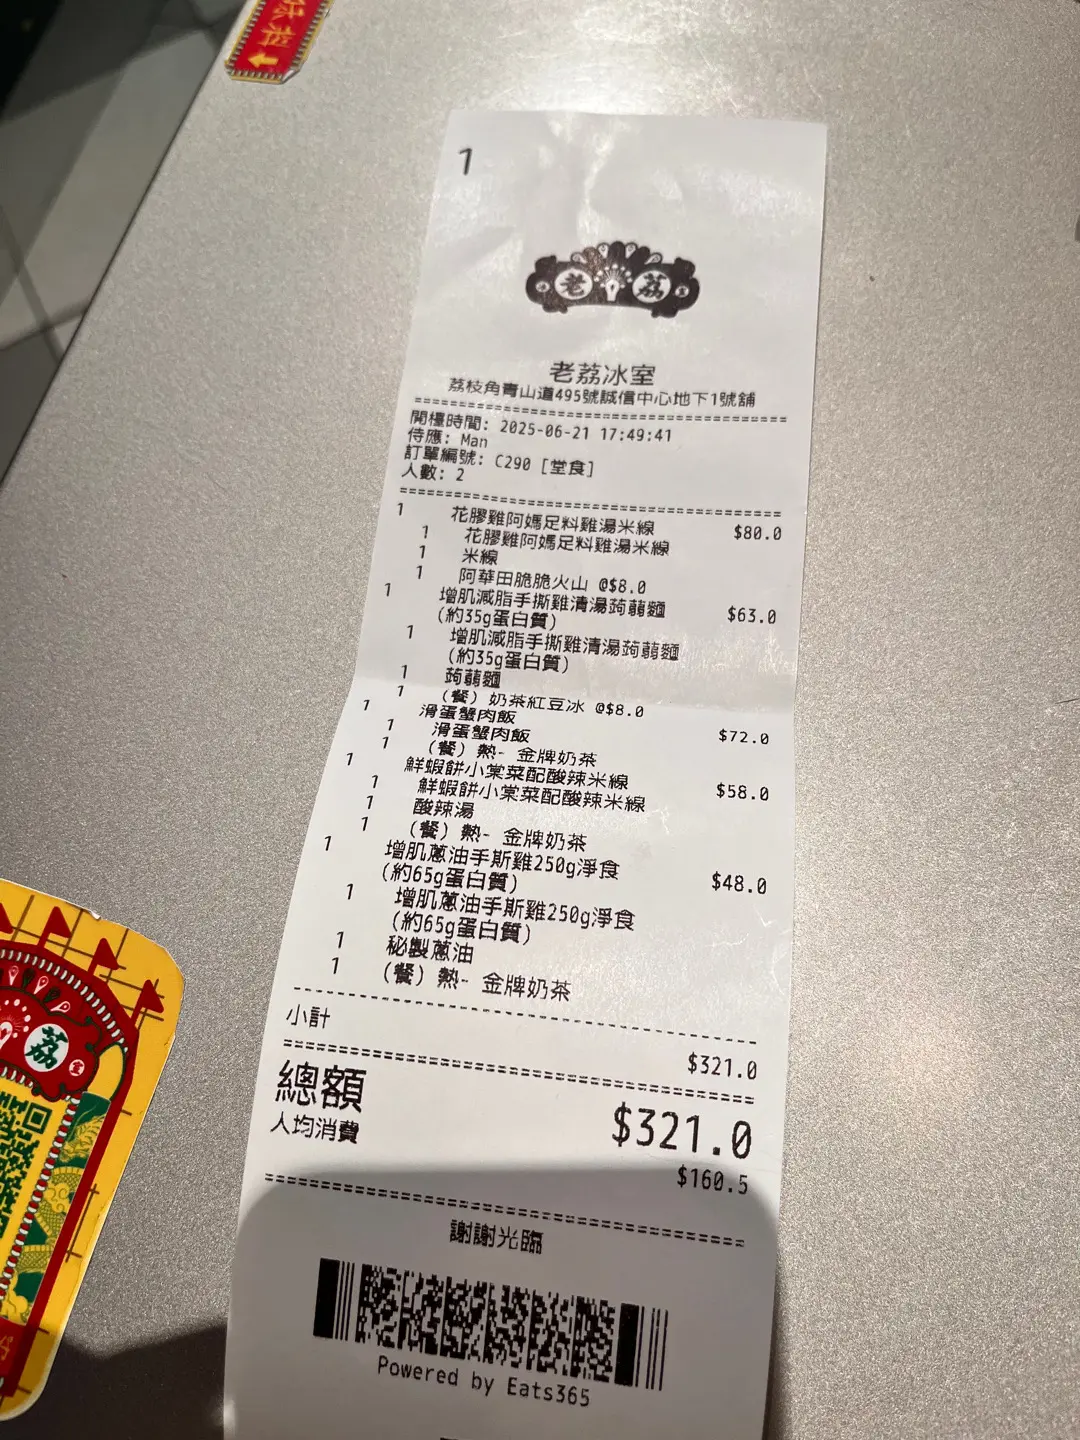 1
老 荔
老荔冰室
荔枝角青山道495號誠信中心地下1號舖
開檯時間: 2025-06-21 17:49:41
侍應: Man
訂單編號: C290 [堂食]
人數: 2
1 花膠雞阿媽足料雞湯米線 $80.0
1 花膠雞阿媽足料雞湯米線
1 米線
1 阿華田脆脆火山 @$8.0
1 增肌減脂手撕雞清湯蒟蒻麵 $63.0
(約35g蛋白質)
1 增肌減脂手撕雞清湯蒟蒻麵
(約35g蛋白質)
1 蒟蒻麵
1 (餐) 奶茶紅豆冰 @$8.0
1 滑蛋蟹肉飯 $72.0
1 滑蛋蟹肉飯
1 (餐) 熱- 金牌奶茶
1 鮮蝦餅小棠菜配酸辣米線 $58.0
1 鮮蝦餅小棠菜配酸辣米線
1 酸辣湯
1 (餐) 熱- 金牌奶茶
1 增肌蔥油手斯雞250g淨食 $48.0
(約65g蛋白質)
1 增肌蔥油手斯雞250g淨食
(約65g蛋白質)
1 秘製蔥油
1 (餐) 熱- 金牌奶茶
小計 $321.0
總額 $321.0
人均消費 $160.5
謝謝光臨
Powered by Eats365
荔